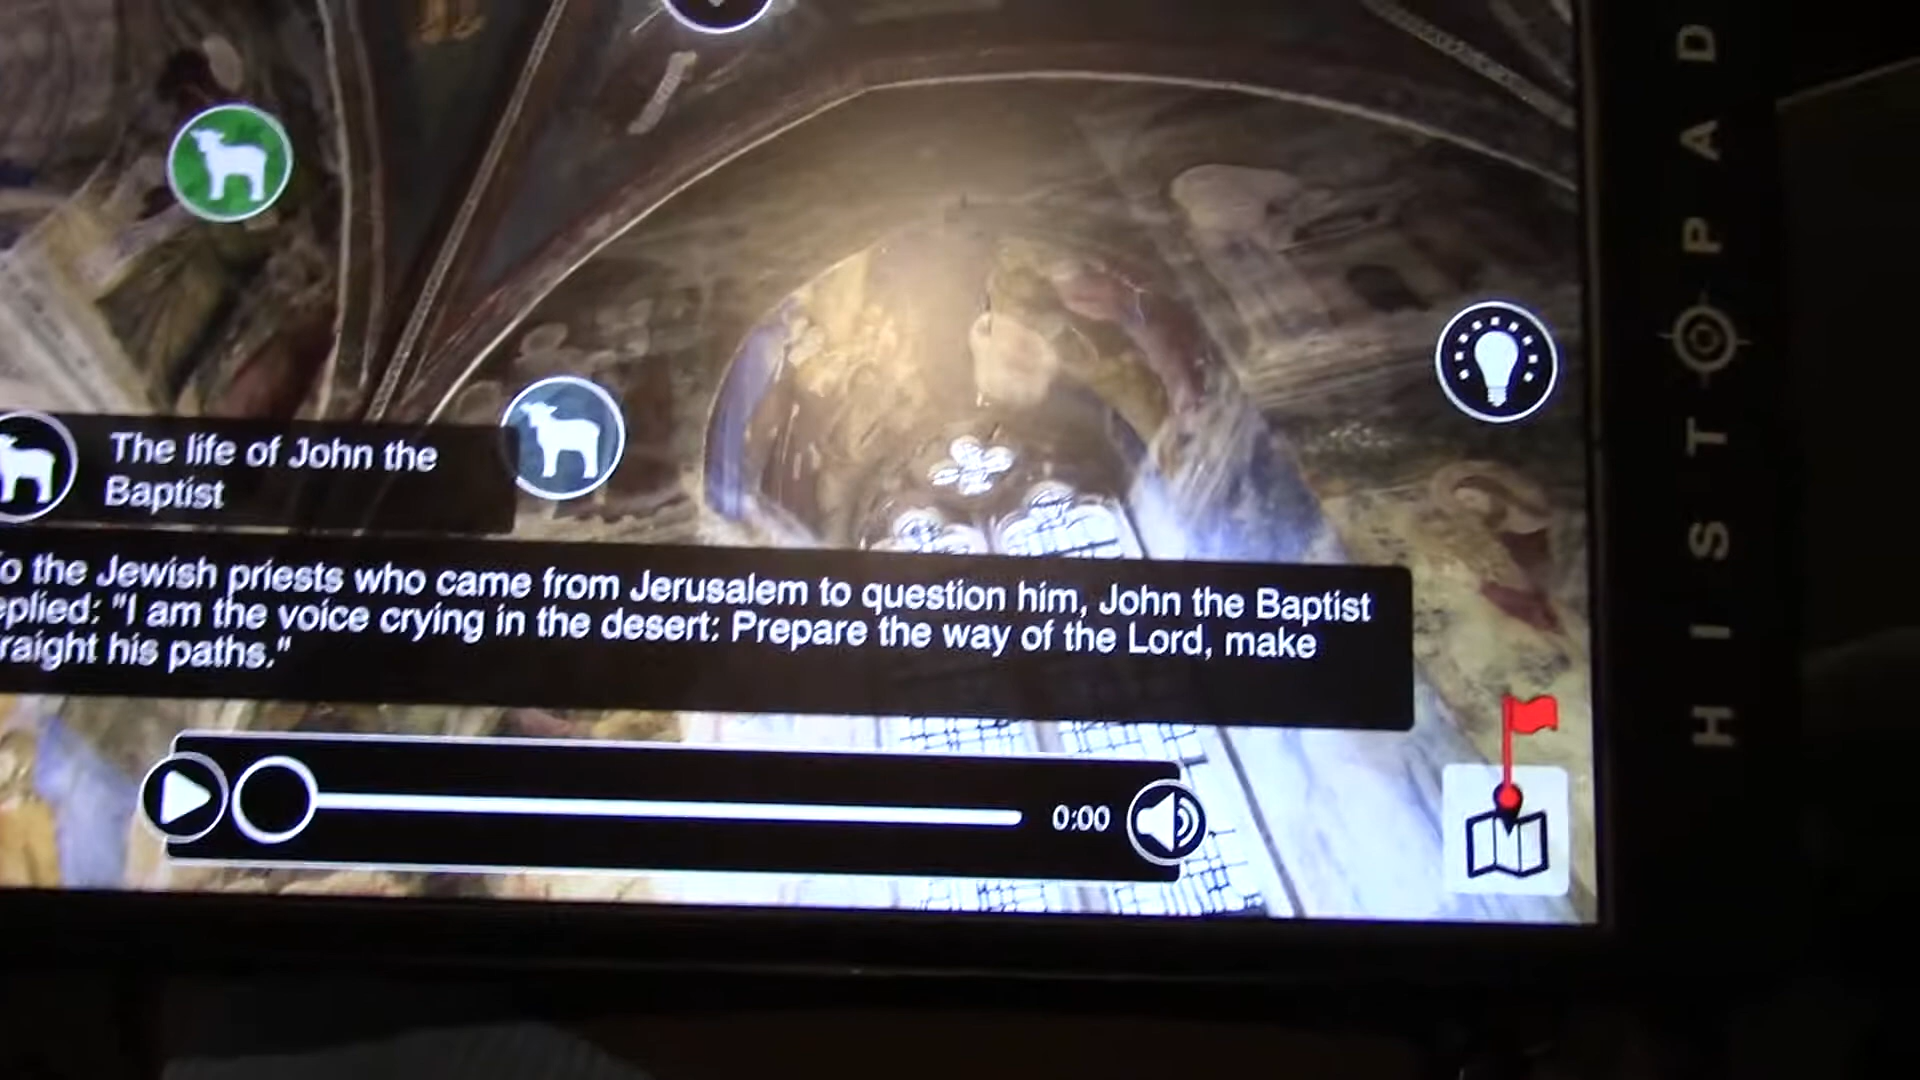 The life of John the
Baptist
o the Jewish priests who came from Jerusalem to question him, John the Baptist
eplied: "I am the voice crying in the desert: Prepare the way of the Lord, make
raight his paths."
0:00
HISTOPAD